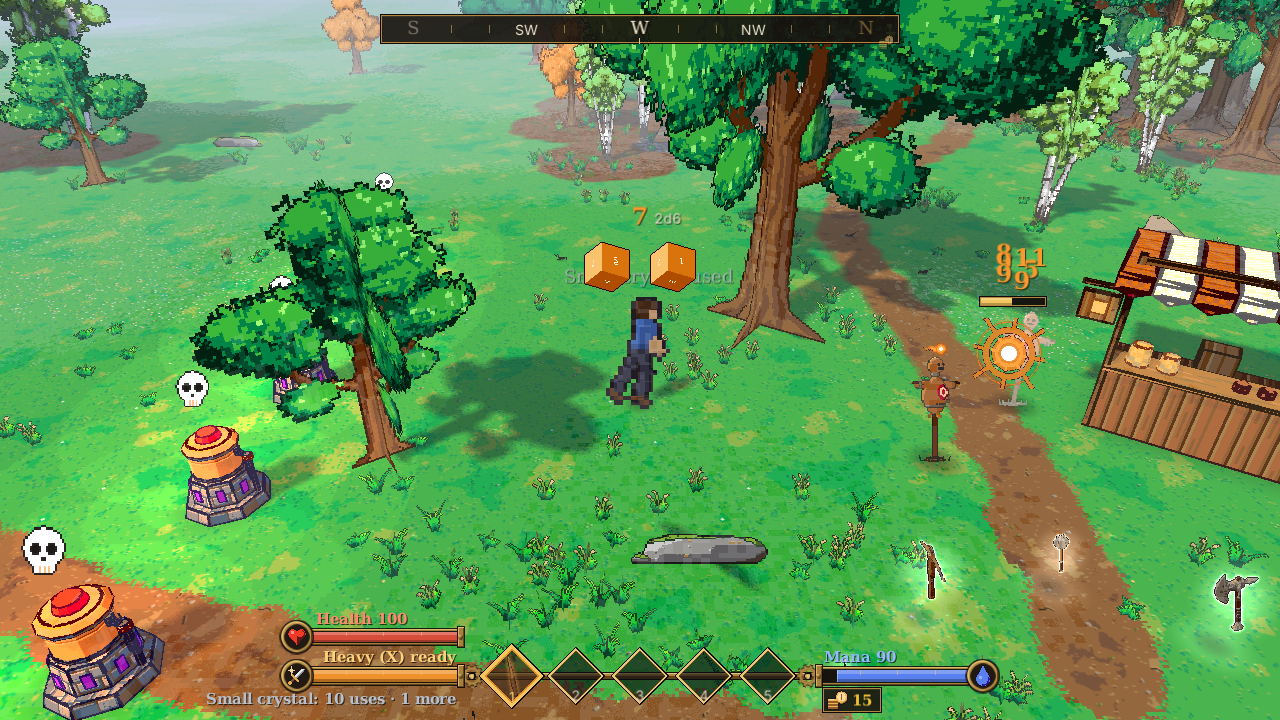 S SW W NW N
7 2d6
8 11
9 9
Health 100
Heavy (X) ready
Small crystal: 10 uses · 1 more
1 2 3 4 5
Mana 90
15